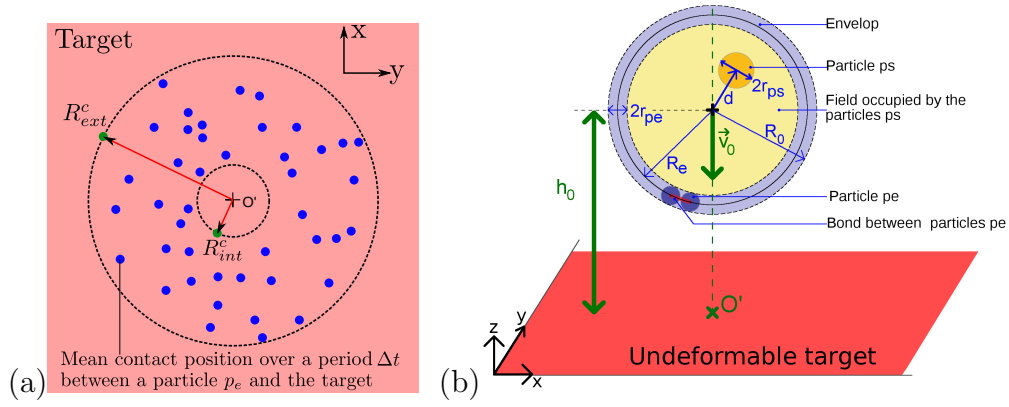 Target
x
y
R^c_ext
O'
R^c_int
Mean contact position over a period Δt
between a particle p_e and the target
(a)
Envelop
Particle ps
2r_ps
d
Field occupied by the
particles ps
2r_pe
R_0
v⃗_0
R_e
h_0
Particle pe
Bond between particles pe
O'
z
y
x
Undeformable target
(b)